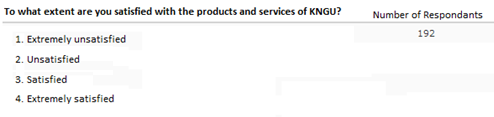 To what extent are you satisfied with the products and services of KNGU? Number of Respondants
1. Extremely unsatisfied 192
2. Unsatisfied
3. Satisfied
4. Extremely satisfied